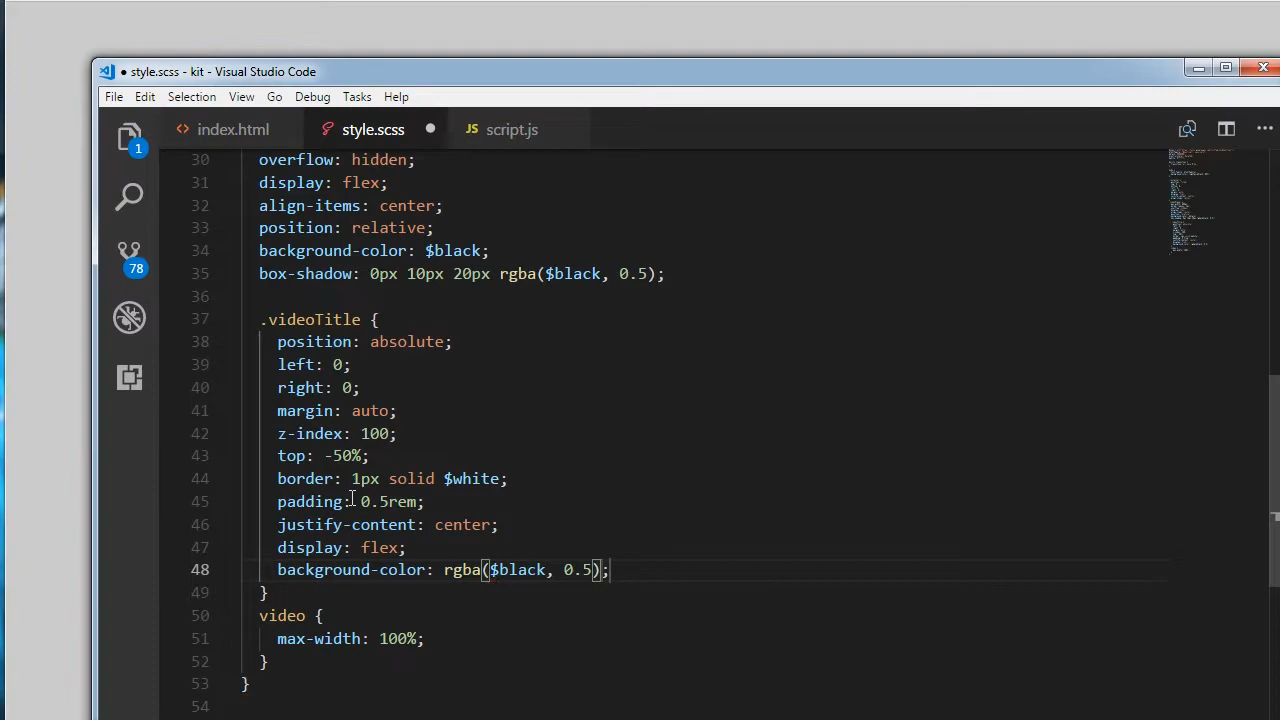 ● style.scss - kit - Visual Studio Code
File Edit Selection View Go Debug Tasks Help
1
<> index.html style.scss ● JS script.js ...
78
30 overflow: hidden;
31 display: flex;
32 align-items: center;
33 position: relative;
34 background-color: $black;
35 box-shadow: 0px 10px 20px rgba($black, 0.5);
36
37 .videoTitle {
38 position: absolute;
39 left: 0;
40 right: 0;
41 margin: auto;
42 z-index: 100;
43 top: -50%;
44 border: 1px solid $white;
45 padding: 0.5rem;
46 justify-content: center;
47 display: flex;
48 background-color: rgba($black, 0.5);
49 }
50 video {
51 max-width: 100%;
52 }
53 }
54